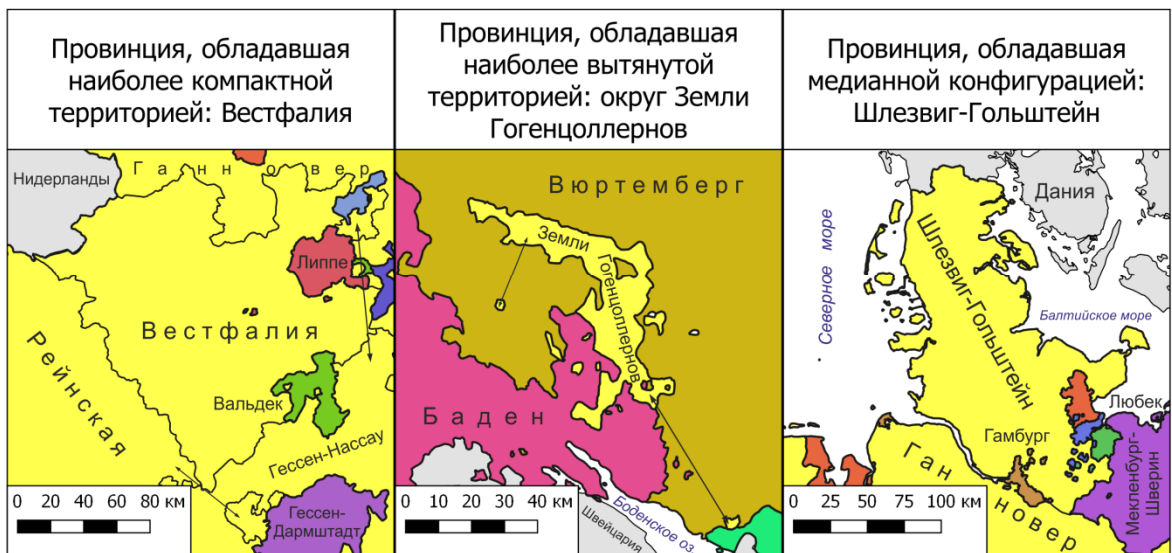 Провинция, обладавшая
наиболее компактной
территорией: Вестфалия
Провинция, обладавшая
наиболее вытянутой
территорией: округ Земли
Гогенцоллернов
Провинция, обладавшая
медианной конфигурацией:
Шлезвиг-Гольштейн
Нидерланды
Ганновер
Липпе
Вестфалия
Рейнская
Вальдек
Гессен-Нассау
Гессен-
Дармштадт
0 20 40 60 80 км
Вюртемберг
Земли
Гогенцоллернов
Баден
Боденское оз.
Швейцария
0 10 20 30 40 км
Дания
Северное море
Шлезвиг-Гольштейн
Балтийское море
Любек
Гамбург
Ганновер
Мекленбург-
Шверин
0 25 50 75 100 км